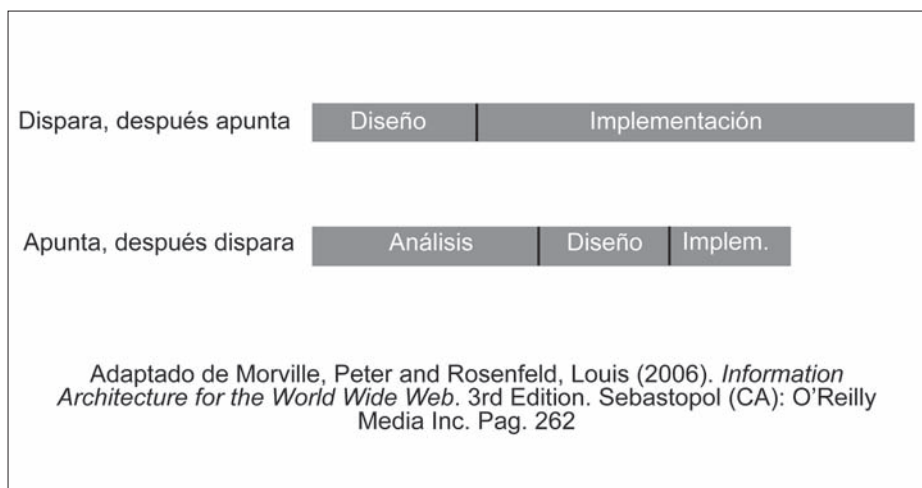 Dispara, después apunta Diseño Implementación
Apunta, después dispara Análisis Diseño Implem.
Adaptado de Morville, Peter and Rosenfeld, Louis (2006). Information
Architecture for the World Wide Web. 3rd Edition. Sebastopol (CA): O’Reilly
Media Inc. Pag. 262